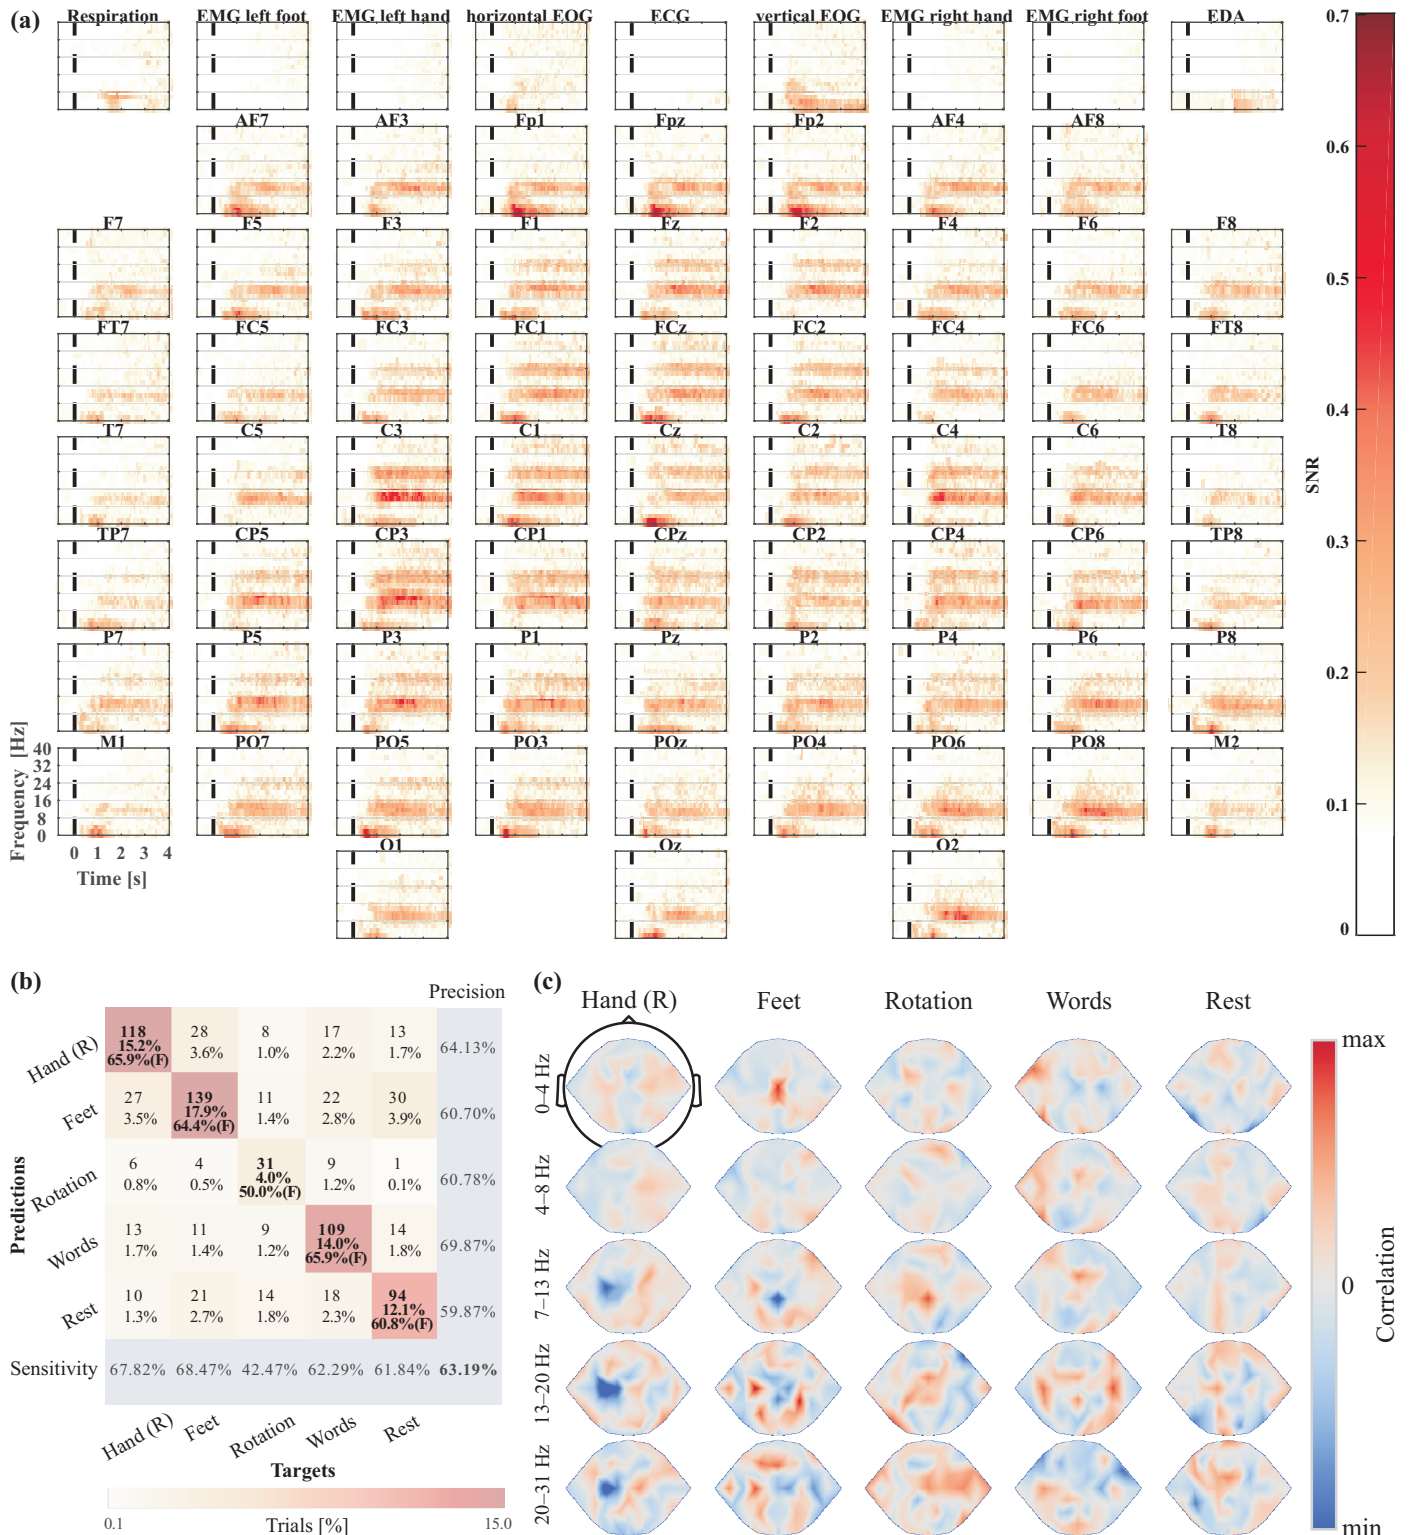 (a)
Respiration EMG left foot EMG left hand horizontal EOG ECG vertical EOG EMG right hand EMG right foot EDA
AF7 AF3 Fp1 Fpz Fp2 AF4 AF8
F7 F5 F3 F1 Fz F2 F4 F6 F8
FT7 FC5 FC3 FC1 FCz FC2 FC4 FC6 FT8
T7 C5 C3 C1 Cz C2 C4 C6 T8
TP7 CP5 CP3 CP1 CPz CP2 CP4 CP6 TP8
P7 P5 P3 P1 Pz P2 P4 P6 P8
M1 PO7 PO5 PO3 POz PO4 PO6 PO8 M2
O1 Oz O2
Frequency [Hz]
40
32
24
16
8
0
0 1 2 3 4
Time [s]
0.7
0.6
0.5
0.4
0.3
0.2
0.1
0
SNR
(b)
Precision
Hand (R)
118 28 8 17 13
15.2% 3.6% 1.0% 2.2% 1.7% 64.13%
65.9%(F)
Feet
27 139 11 22 30
3.5% 17.9% 1.4% 2.8% 3.9% 60.70%
64.4%(F)
Rotation
6 4 31 9 1
0.8% 0.5% 4.0% 1.2% 0.1% 60.78%
50.0%(F)
Words
13 11 9 109 14
1.7% 1.4% 1.2% 14.0% 1.8% 69.87%
65.9%(F)
Rest
10 21 14 18 94
1.3% 2.7% 1.8% 2.3% 12.1% 59.87%
60.8%(F)
Predictions
Sensitivity 67.82% 68.47% 42.47% 62.29% 61.84% 63.19%
Hand (R) Feet Rotation Words Rest
Targets
0.1 Trials [%] 15.0
(c)
Hand (R) Feet Rotation Words Rest
0–4 Hz
4–8 Hz
7–13 Hz
13–20 Hz
20–31 Hz
max
0
min
Correlation